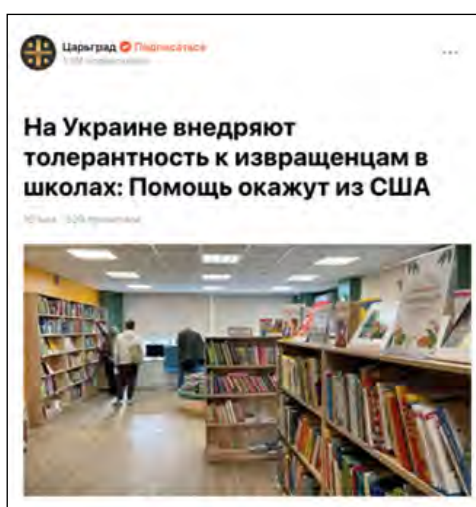 Царьград Подписаться
На Украине внедряют
толерантность к извращенцам в
школах: Помощь окажут из США